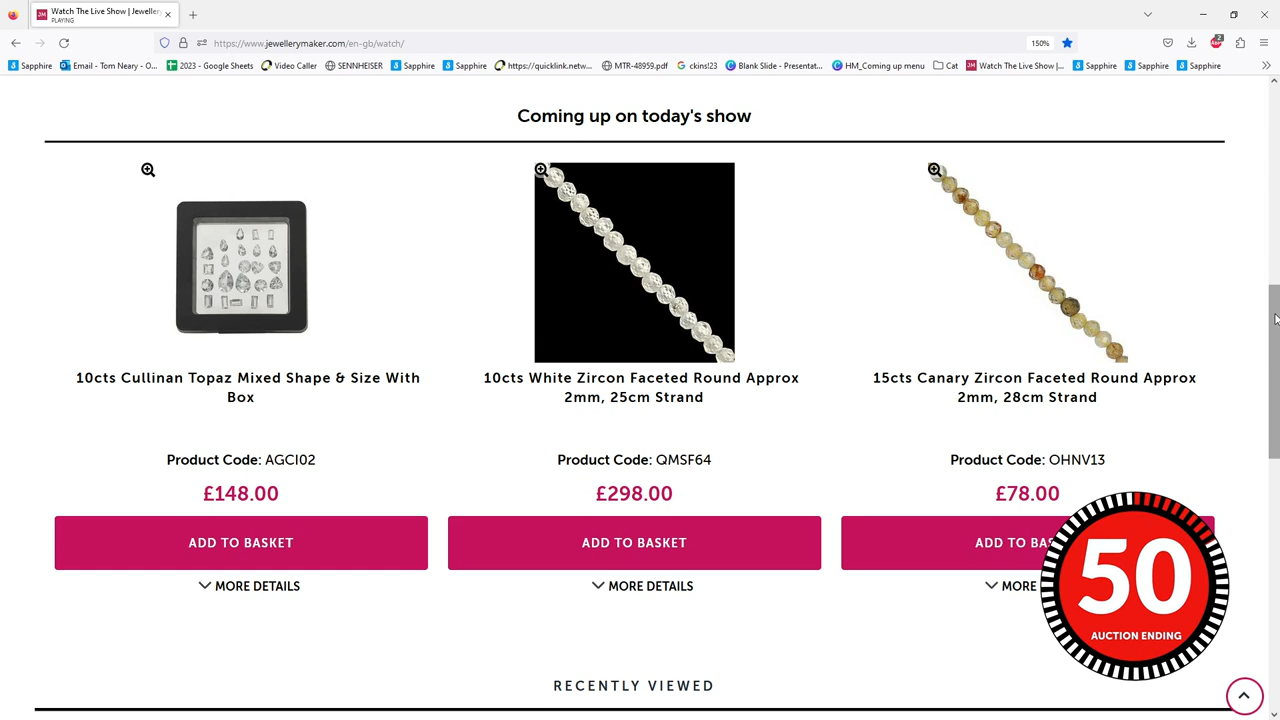 Watch The Live Show | Jeweller
PLAYING
https://www.jewellerymaker.com/en-gb/watch/
150%
2
Sapphire
Email - Tom Neary - O...
2023 - Google Sheets
Video Caller
SENNHEISER
Sapphire
Sapphire
https://quicklink.netw...
MTR-48959.pdf
ckins!23
Blank Slide - Presentat...
HM_Coming up menu
Cat
JM
Watch The Live Show |...
Sapphire
Sapphire
Sapphire
Coming up on today's show
10cts Cullinan Topaz Mixed Shape & Size With
Box
Product Code: AGCI02
£148.00
ADD TO BASKET
MORE DETAILS
10cts White Zircon Faceted Round Approx
2mm, 25cm Strand
Product Code: QMSF64
£298.00
ADD TO BASKET
MORE DETAILS
15cts Canary Zircon Faceted Round Approx
2mm, 28cm Strand
Product Code: OHNV13
£78.00
ADD TO BAS
MORE
50
AUCTION ENDING
RECENTLY VIEWED